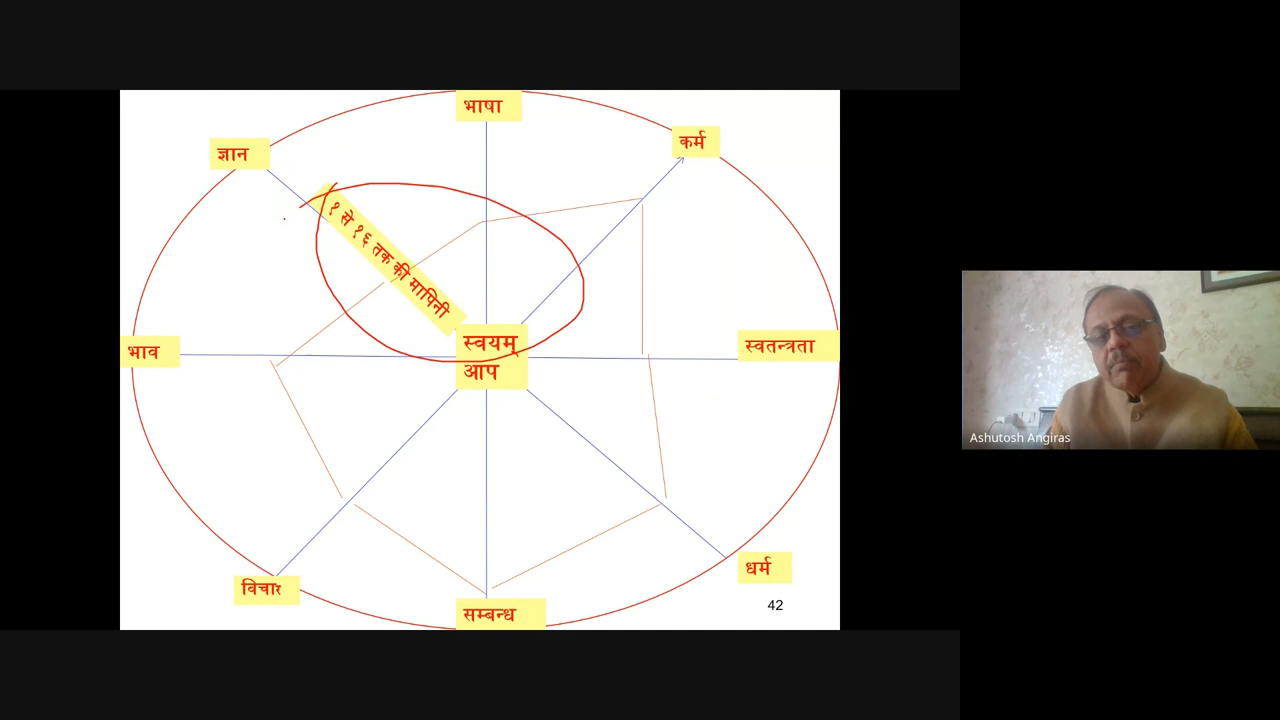 भाषा
ज्ञान
कर्म
१ से १६ तक की मापिनी
भाव
स्वयम्
आप
स्वतन्त्रता
विचार
सम्बन्ध
धर्म
42
Ashutosh Angiras